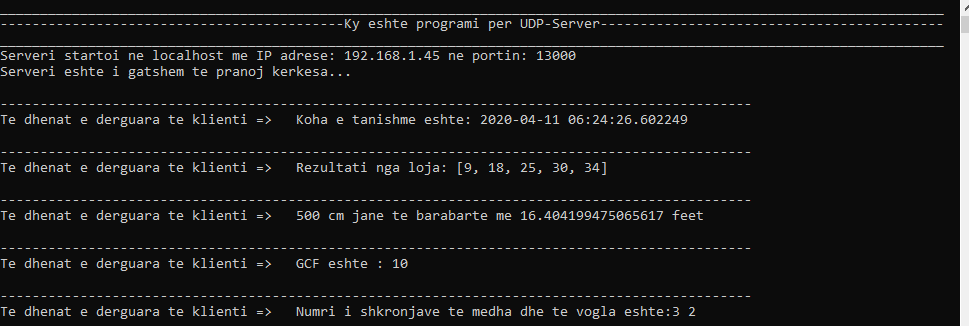 -------------------------------------------Ky eshte programi per UDP-Server-------------------------------------------
Serveri startoi ne localhost me IP adrese: 192.168.1.45 ne portin: 13000
Serveri eshte i gatshem te pranoj kerkesa...
----------------------------------------------------------------------------------------------
Te dhenat e derguara te klienti =>   Koha e tanishme eshte: 2020-04-11 06:24:26.602249
----------------------------------------------------------------------------------------------
Te dhenat e derguara te klienti =>   Rezultati nga loja: [9, 18, 25, 30, 34]
----------------------------------------------------------------------------------------------
Te dhenat e derguara te klienti =>   500 cm jane te barabarte me 16.404199475065617 feet
----------------------------------------------------------------------------------------------
Te dhenat e derguara te klienti =>   GCF eshte : 10
----------------------------------------------------------------------------------------------
Te dhenat e derguara te klienti =>   Numri i shkronjave te medha dhe te vogla eshte:3 2